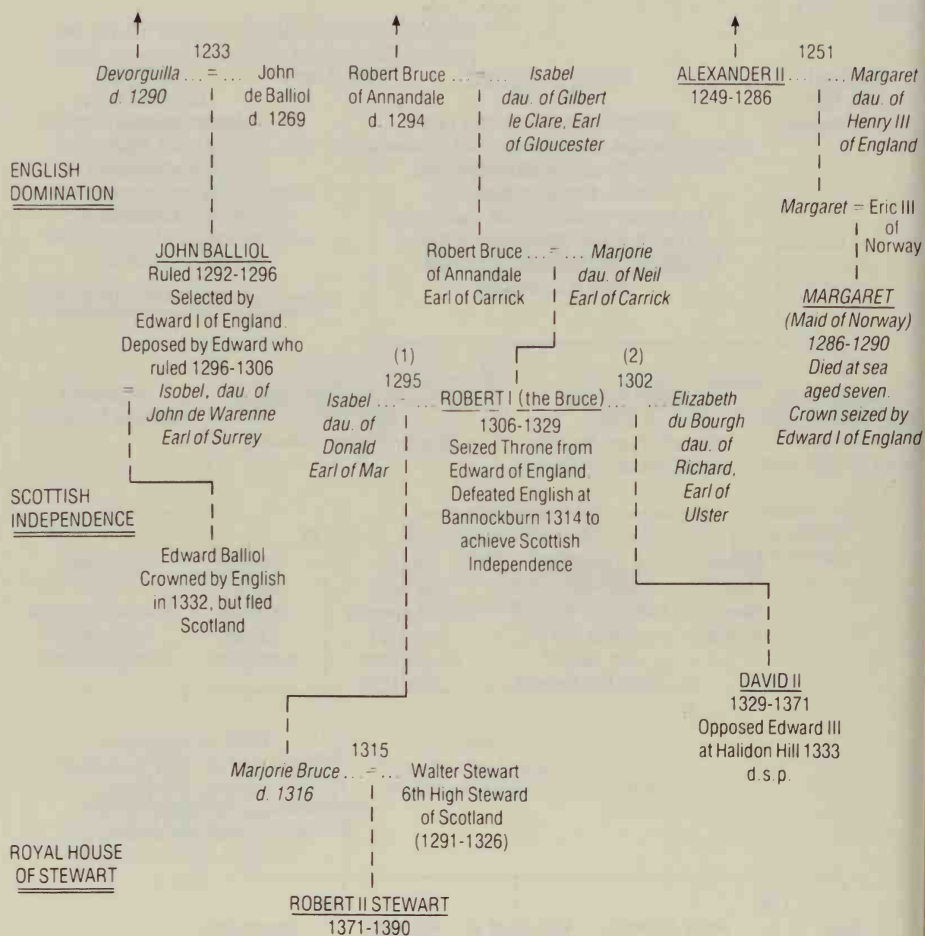 1233
Devorguilla ... = ... John
d. 1290
de Balliol
d. 1269
Robert Bruce ... = ... Isabel
of Annandale
d. 1294
dau. of Gilbert
le Clare, Earl
of Gloucester
1251
ALEXANDER II ... ... Margaret
1249-1286
dau. of
Henry III
of England
ENGLISH
DOMINATION
Margaret = Eric III
of
Norway
JOHN BALLIOL
Ruled 1292-1296
Selected by
Edward I of England.
Deposed by Edward who
ruled 1296-1306
= Isobel, dau. of
John de Warenne
Earl of Surrey
Robert Bruce ... = ... Marjorie
of Annandale
Earl of Carrick
dau. of Neil
Earl of Carrick
MARGARET
(Maid of Norway)
1286-1290
Died at sea
aged seven.
Crown seized by
Edward I of England
(1)
1295
(2)
1302
Isabel ... - ... ROBERT I (the Bruce) ... ... Elizabeth
dau. of
Donald
Earl of Mar
1306-1329
Seized Throne from
Edward of England.
Defeated English at
Bannockburn 1314 to
achieve Scottish
Independence
du Bourgh
dau. of
Richard,
Earl of
Ulster
SCOTTISH
INDEPENDENCE
Edward Balliol
Crowned by English
in 1332, but fled
Scotland
DAVID II
1329-1371
Opposed Edward III
at Halidon Hill 1333
d.s.p.
1315
Marjorie Bruce ... = ... Walter Stewart
d. 1316
6th High Steward
of Scotland
(1291-1326)
ROYAL HOUSE
OF STEWART
ROBERT II STEWART
1371-1390